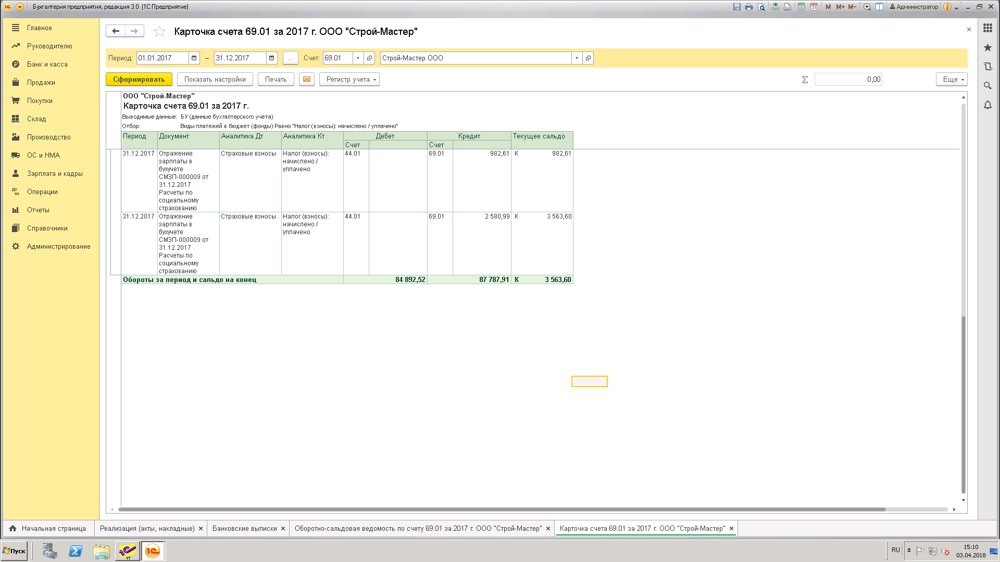 Бухгалтерия предприятия, редакция 3.0 (1С:Предприятие)
M M+ M-
Администратор
Главное
Руководителю
Банк и касса
Продажи
Покупки
Склад
Производство
ОС и НМА
Зарплата и кадры
Операции
Отчеты
Справочники
Администрирование
Карточка счета 69.01 за 2017 г. ООО "Строй-Мастер"
Период: 01.01.2017 – 31.12.2017 ... Счет: 69.01 Строй-Мастер ООО
Сформировать Показать настройки Печать Регистр учета Σ 0,00 Еще
ООО "Строй-Мастер"
Карточка счета 69.01 за 2017 г.
Выводимые данные: БУ (данные бухгалтерского учета)
Отбор: Виды платежей в бюджет (фонды) Равно "Налог (взносы): начислено / уплачено"
Период Документ Аналитика Дт Аналитика Кт Дебет Кредит Текущее сальдо
Счет Счет
31.12.2017 Отражение Страховые взносы Налог (взносы): 44.01 69.01 982,61 К 982,61
зарплаты в начислено /
бухучете уплачено
СМЗП-000009 от
31.12.2017
Расчеты по
социальному
страхованию
31.12.2017 Отражение Страховые взносы Налог (взносы): 44.01 69.01 2 580,99 К 3 563,60
зарплаты в начислено /
бухучете уплачено
СМЗП-000009 от
31.12.2017
Расчеты по
социальному
страхованию
Обороты за период и сальдо на конец 84 892,52 87 787,91 К 3 563,60
Начальная страница Реализация (акты, накладные) Банковские выписки Оборотно-сальдовая ведомость по счету 69.01 за 2017 г. ООО "Строй-Мастер" Карточка счета 69.01 за 2017 г. ООО "Строй-Мастер"
Пуск RU 15:10
03.04.2018